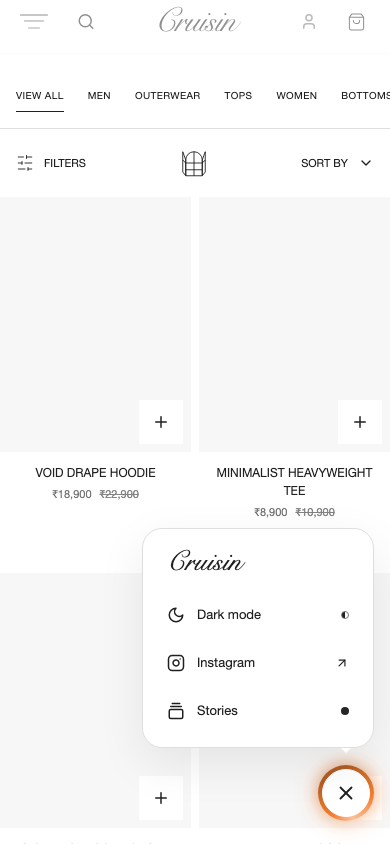 Cruisin
VIEW ALL MEN OUTERWEAR TOPS WOMEN BOTTOMS
FILTERS SORT BY
VOID DRAPE HOODIE
₹18,900 ₹22,900
MINIMALIST HEAVYWEIGHT
TEE
₹8,900 ₹10,900
Cruisin
Dark mode
Instagram
Stories